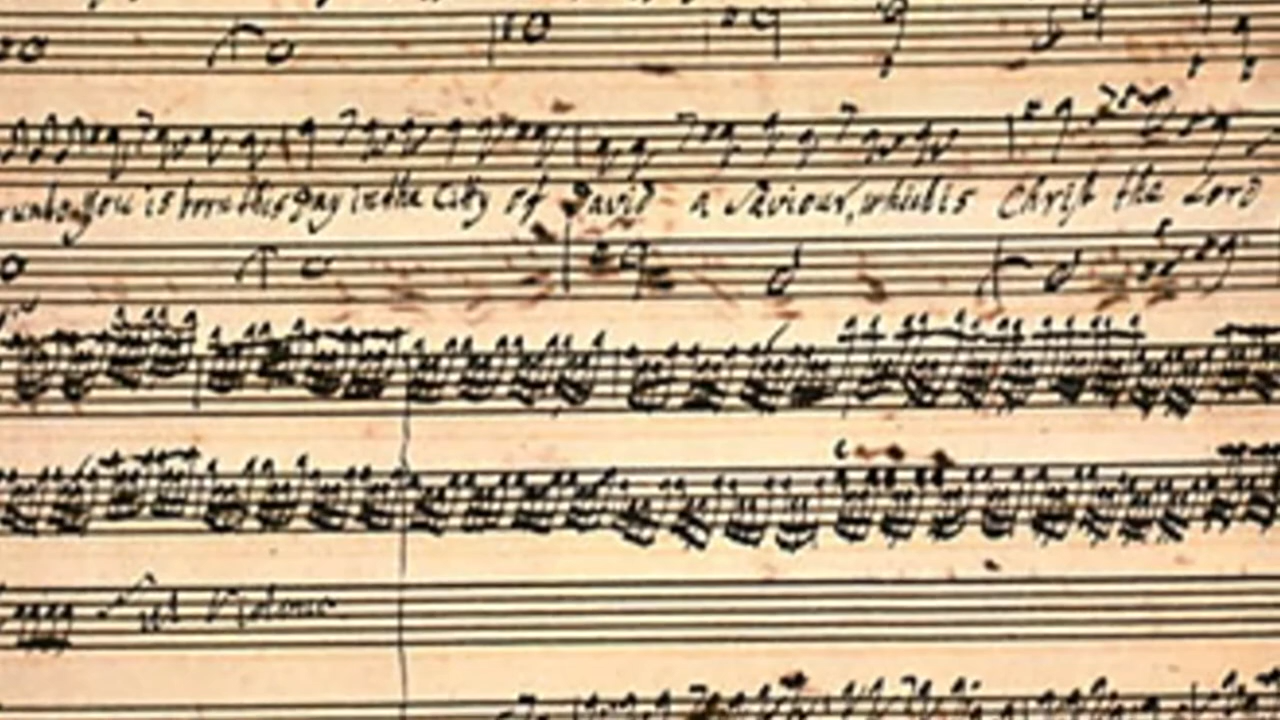 unto you is born this Day in the City of David a Saviour, which is Christ the Lord